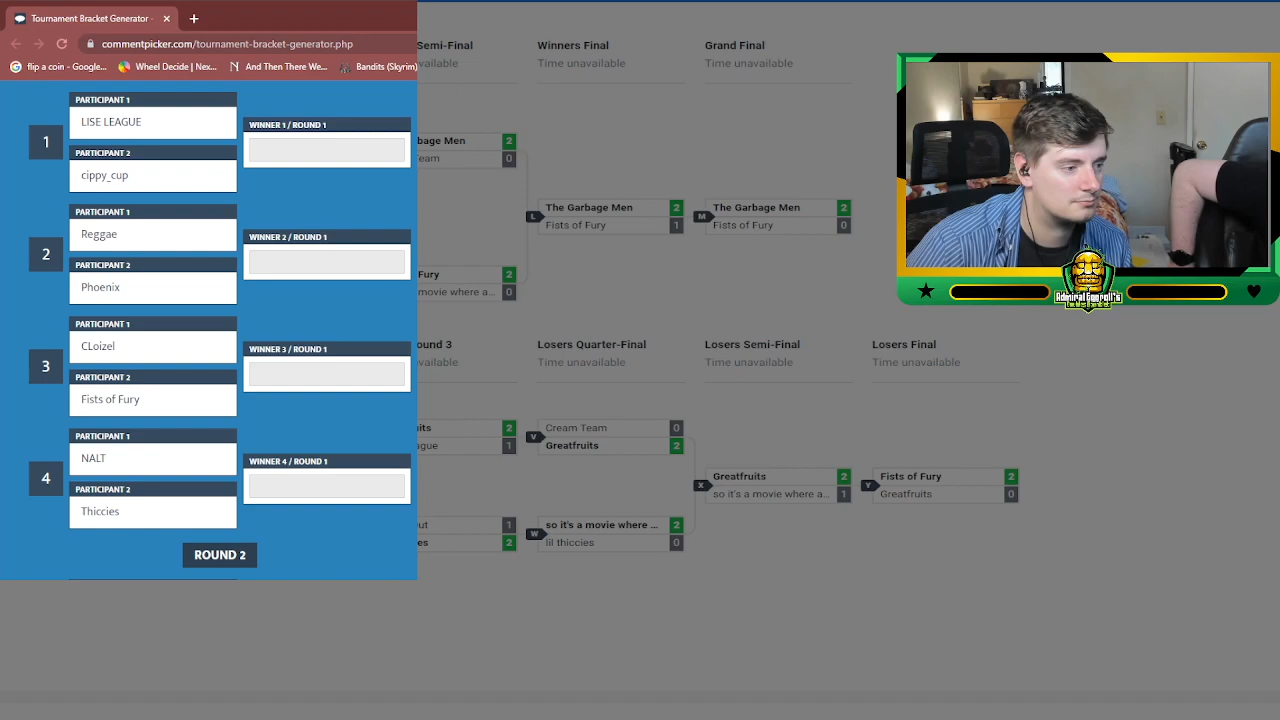 Tournament Bracket Generator
commentpicker.com/tournament-bracket-generator.php
flip a coin - Google...
Wheel Decide | Nex...
And Then There We...
Bandits (Skyrim)
PARTICIPANT 1
LISE LEAGUE
1
PARTICIPANT 2
cippy_cup
WINNER 1 / ROUND 1
PARTICIPANT 1
Reggae
2
PARTICIPANT 2
Phoenix
WINNER 2 / ROUND 1
PARTICIPANT 1
CLoizel
3
PARTICIPANT 2
Fists of Fury
WINNER 3 / ROUND 1
PARTICIPANT 1
NALT
4
PARTICIPANT 2
Thiccies
WINNER 4 / ROUND 1
ROUND 2
Semi-Final
Winners Final
Grand Final
vailable
Time unavailable
Time unavailable
bage Men 2
eam 0
L
The Garbage Men 2
Fists of Fury 1
M
The Garbage Men 2
Fists of Fury 0
Fury 2
movie where a... 0
ound 3
Losers Quarter-Final
Losers Semi-Final
Losers Final
vailable
Time unavailable
Time unavailable
Time unavailable
uits 2
ague 1
V
Cream Team 0
Greatfruits 2
X
Greatfruits 2
so it's a movie where a... 1
Y
Fists of Fury 2
Greatfruits 0
out 1
es 2
W
so it's a movie where ... 2
lil thiccies 0
Admiral Eggroll's